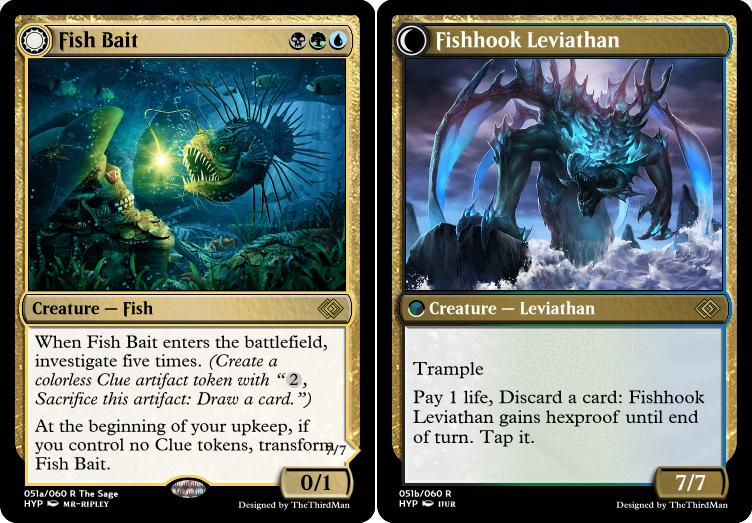 Fish Bait
When Fish Bait enters the battlefield,
investigate five times. (Create a
colorless Clue artifact token with “2,
Sacrifice this artifact: Draw a card.”)
At the beginning of your upkeep, if
you control no Clue tokens, transform
Fish Bait.
Creature — Fish
7/7
0/1
051a/060 R The Sage
HYP MR-RIPLEY
Designed by TheThirdMan
Fishhook Leviathan
Creature — Leviathan
Trample
Pay 1 life, Discard a card: Fishhook
Leviathan gains hexproof until end
of turn. Tap it.
7/7
051b/060 R
HYP
Designed by TheThirdMan